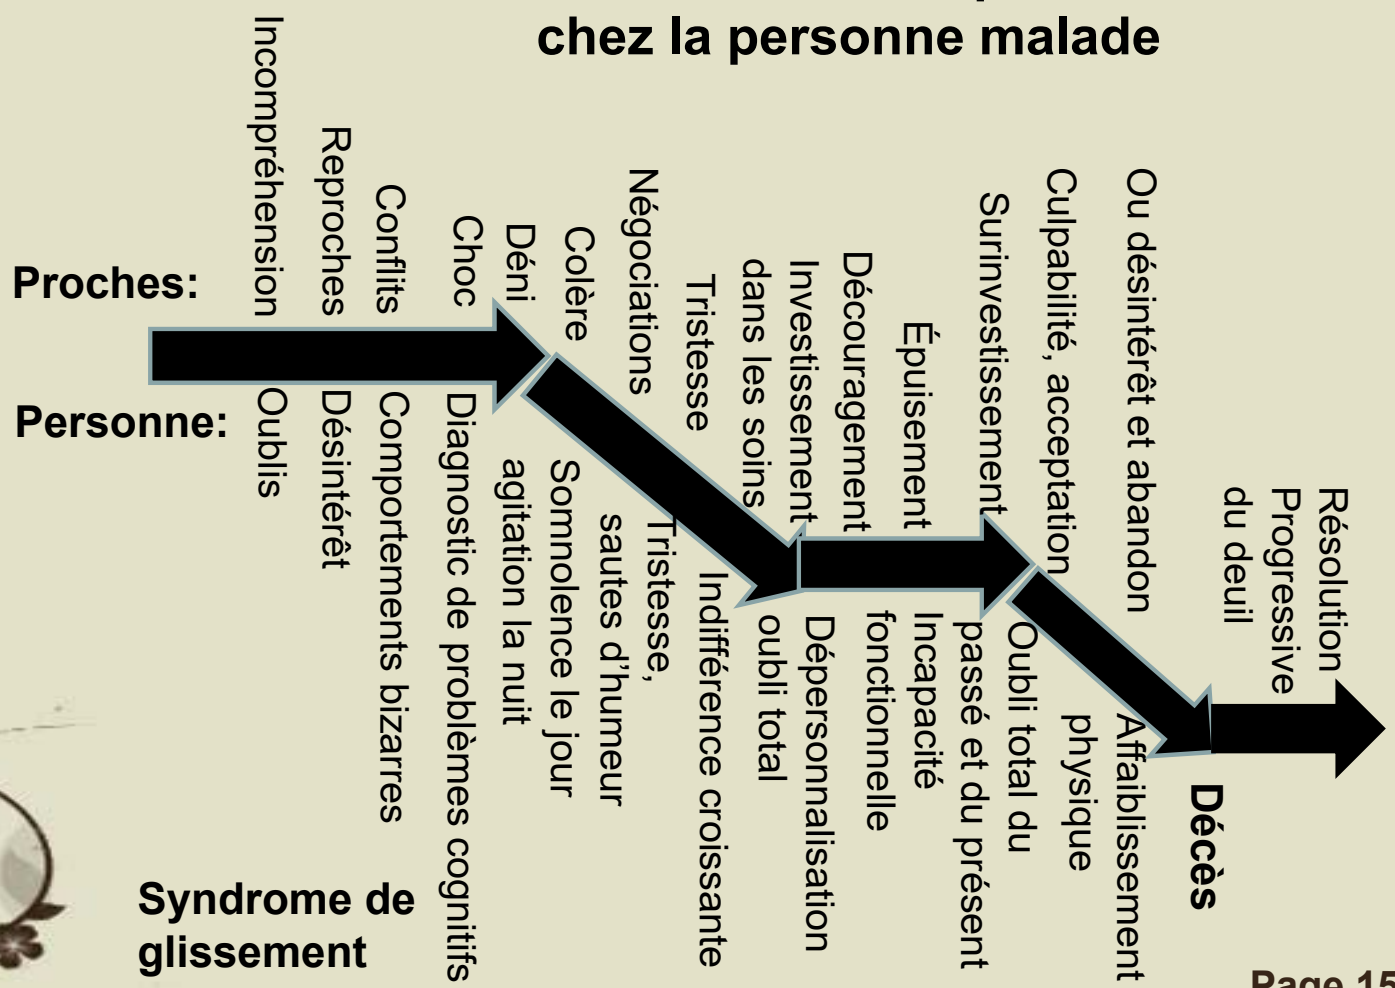 chez la personne malade
Proches:
Incompréhension
Reproches
Conflits
Choc
Déni
Colère
Négociations
Tristesse
Investissement
dans les soins
Découragement
Épuisement
Surinvestissement
Culpabilité, acceptation
Ou désintérêt et abandon
Résolution
Progressive
du deuil
Personne:
Oublis
Désintérêt
Comportements bizarres
Diagnostic de problèmes cognitifs
Somnolence le jour
agitation la nuit
Tristesse,
sautes d'humeur
Indifférence croissante
Dépersonnalisation
oubli total
Incapacité
fonctionnelle
Oubli total du
passé et du présent
Affaiblissement
physique
Décès
Syndrome de
glissement
Page 15